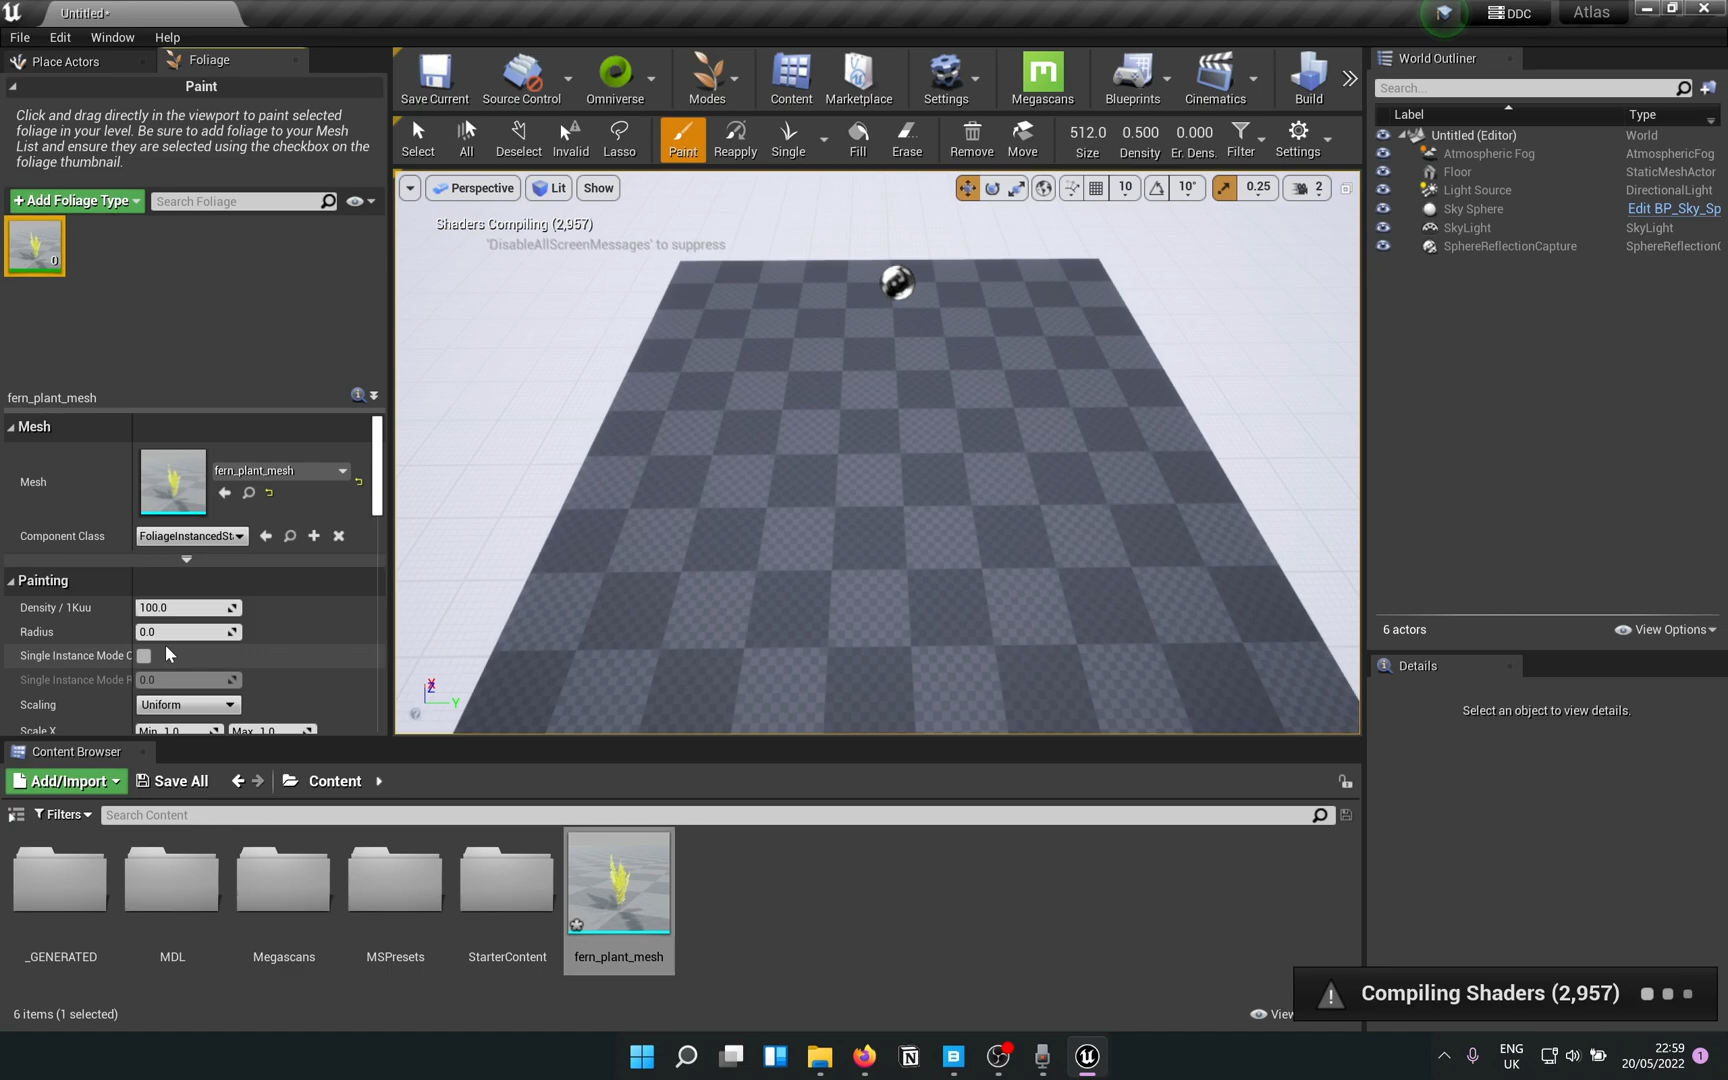 Untitled•
DDC
Atlas
File Edit Window Help
Place Actors
Foliage
Paint
Click and drag directly in the viewport to paint selected
foliage in your level. Be sure to add foliage to your Mesh
List and ensure they are selected using the checkbox on the
foliage thumbnail.
+ Add Foliage Type
Search Foliage
0
Save Current
Source Control
Omniverse
Modes
Content
Marketplace
Settings
Megascans
Blueprints
Cinematics
Build
Select
All
Deselect
Invalid
Lasso
Paint
Reapply
Single
Fill
Erase
Remove
Move
512.0
Size
0.500
Density
0.000
Er. Dens.
Filter
Settings
Perspective
Lit
Show
10
10°
0.25
2
Shaders Compiling (2,957)
'DisableAllScreenMessages' to suppress
X
Z
Y
fern_plant_mesh
Mesh
Mesh
fern_plant_mesh
Component Class
FoliageInstancedSt
Painting
Density / 1Kuu
100.0
Radius
0.0
Single Instance Mode
Single Instance Mode
0.0
Scaling
Uniform
Scale X
Min 1.0
Max 1.0
World Outliner
Search...
Label
Type
Untitled (Editor)
World
Atmospheric Fog
AtmosphericFog
Floor
StaticMeshActor
Light Source
DirectionalLight
Sky Sphere
Edit BP_Sky_Sp
SkyLight
SkyLight
SphereReflectionCapture
SphereReflection
6 actors
View Options
Details
Select an object to view details.
Content Browser
Add/Import
Save All
Content
Filters
Search Content
_GENERATED
MDL
Megascans
MSPresets
StarterContent
fern_plant_mesh
6 items (1 selected)
View
Compiling Shaders (2,957)
ENG
UK
22:59
20/05/2022
1